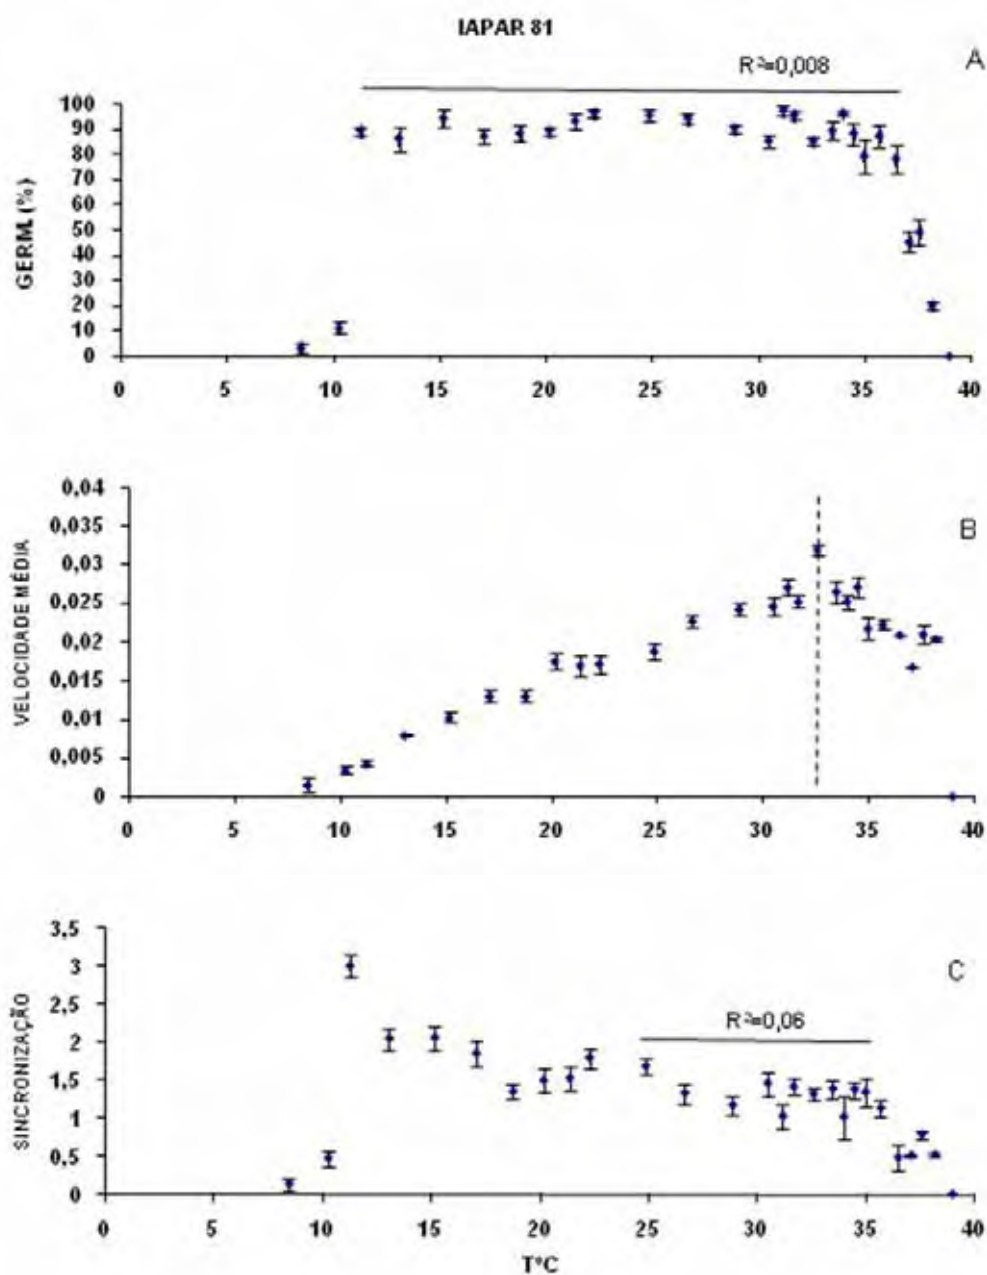 IAPAR 81
R²=0,008
A
GERM. (%)
100
90
80
70
60
50
40
30
20
10
0
0 5 10 15 20 25 30 35 40
B
VELOCIDADE MÉDIA
0,04
0,035
0,03
0,025
0,02
0,015
0,01
0,005
0
0 5 10 15 20 25 30 35 40
C
R²=0,06
SINCRONIZAÇÃO
3,5
3
2,5
2
1,5
1
0,5
0
0 5 10 15 20 25 30 35 40
T°C